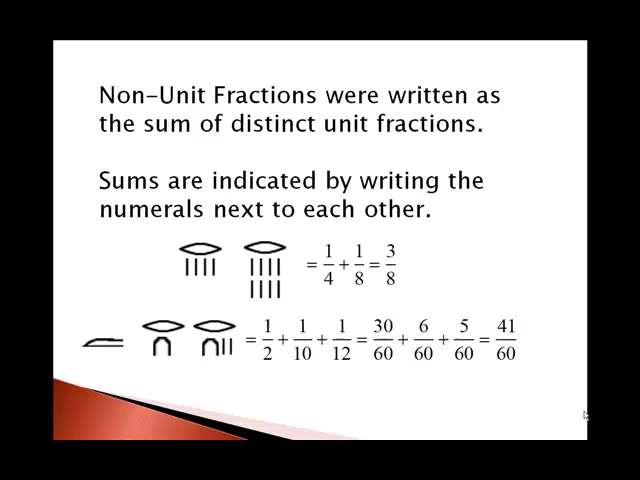 Non-Unit Fractions were written as
the sum of distinct unit fractions.
Sums are indicated by writing the
numerals next to each other.
= 1/4 + 1/8 = 3/8
= 1/2 + 1/10 + 1/12 = 30/60 + 6/60 + 5/60 = 41/60